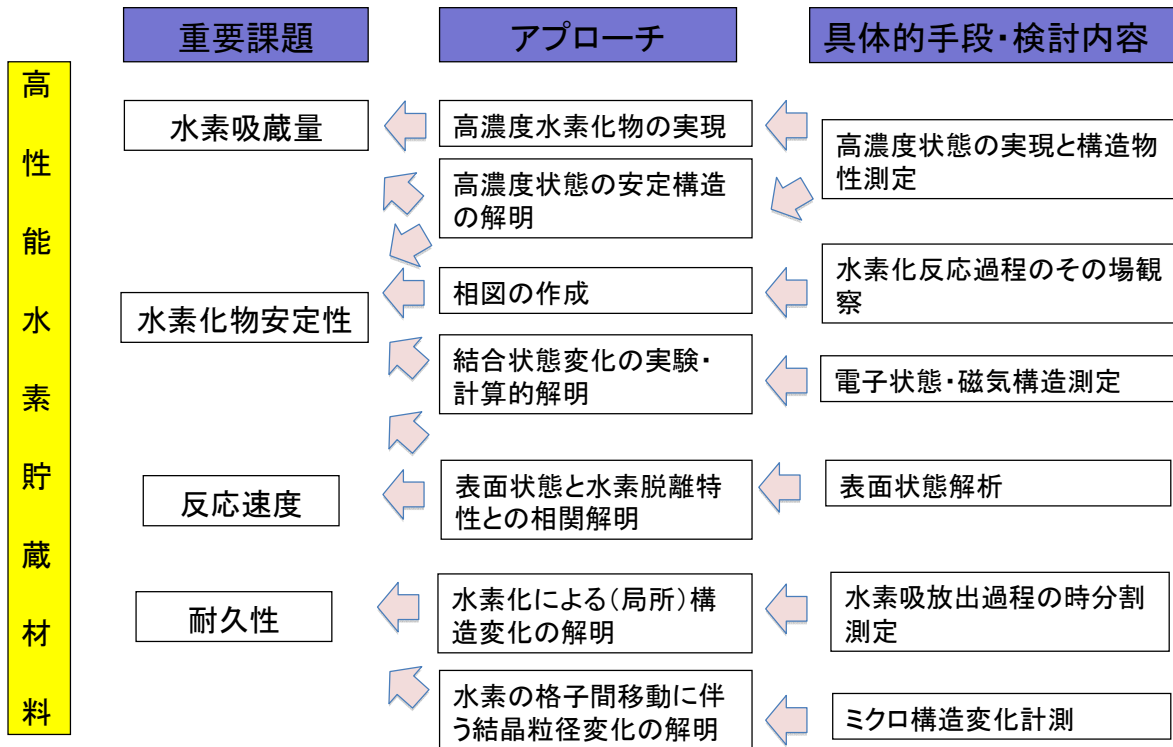 重要課題
アプローチ
具体的手段・検討内容
高性能水素貯蔵材料
水素吸蔵量
高濃度水素化物の実現
高濃度状態の実現と構造物
性測定
高濃度状態の安定構造
の解明
水素化物安定性
相図の作成
水素化反応過程のその場観
察
結合状態変化の実験・
計算的解明
電子状態・磁気構造測定
反応速度
表面状態と水素脱離特
性との相関解明
表面状態解析
耐久性
水素化による(局所)構
造変化の解明
水素吸放出過程の時分割
測定
水素の格子間移動に伴
う結晶粒径変化の解明
ミクロ構造変化計測